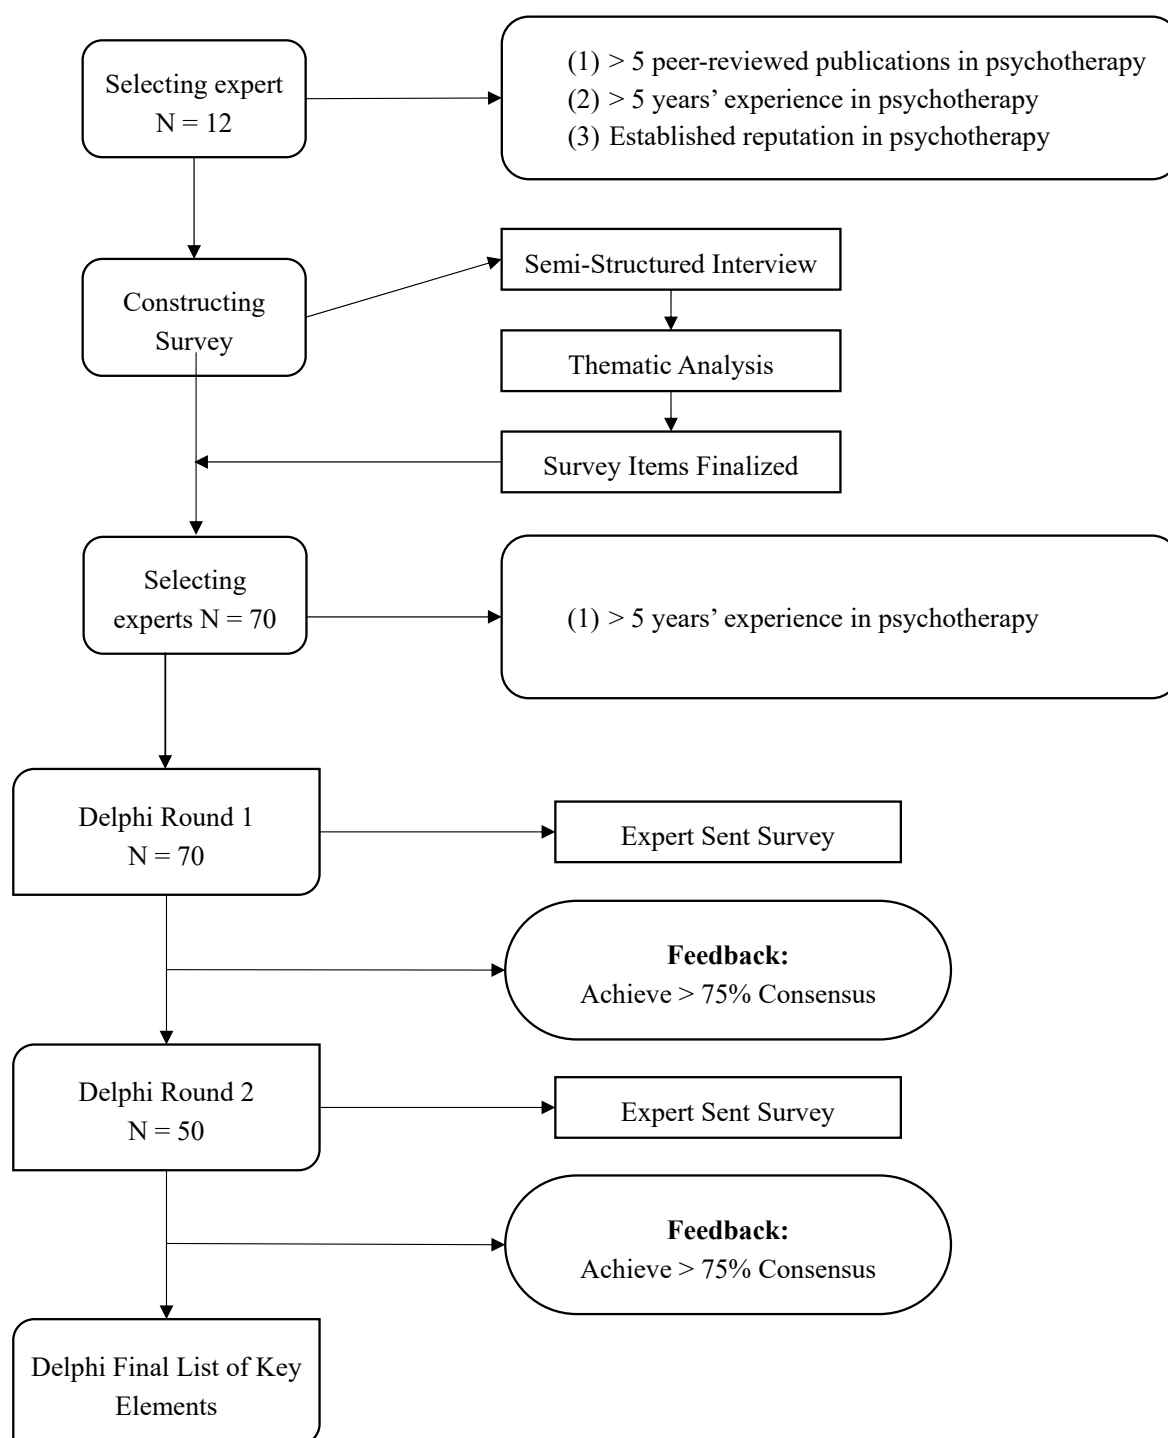 Selecting expert
N = 12
(1) > 5 peer-reviewed publications in psychotherapy
(2) > 5 years’ experience in psychotherapy
(3) Established reputation in psychotherapy
Constructing
Survey
Semi-Structured Interview
Thematic Analysis
Survey Items Finalized
Selecting
experts N = 70
(1) > 5 years’ experience in psychotherapy
Delphi Round 1
N = 70
Expert Sent Survey
Feedback:
Achieve > 75% Consensus
Delphi Round 2
N = 50
Expert Sent Survey
Feedback:
Achieve > 75% Consensus
Delphi Final List of Key
Elements